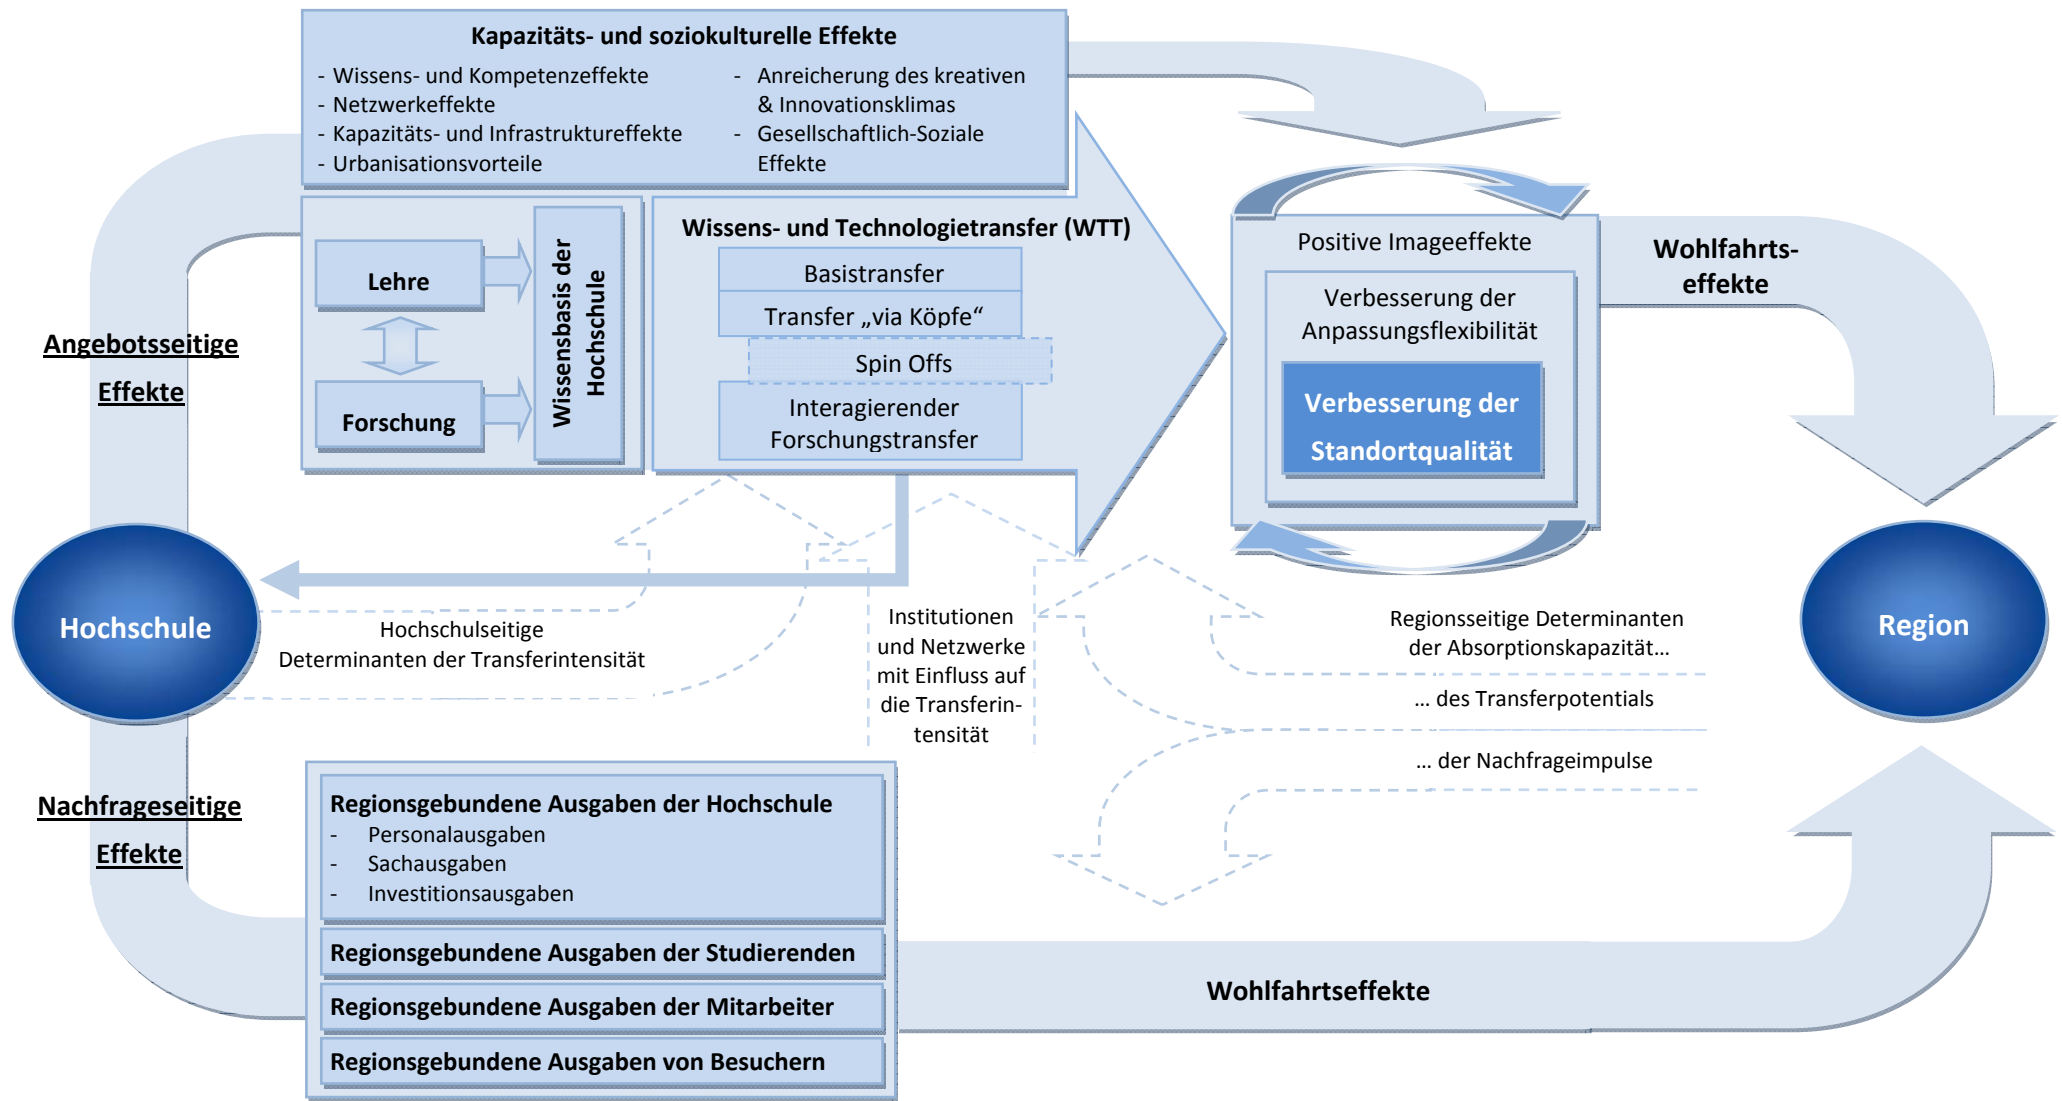 Kapazitäts- und soziokulturelle Effekte
- Wissens- und Kompetenzeffekte
- Netzwerkeffekte
- Kapazitäts- und Infrastruktureffekte
- Urbanisationsvorteile
- Anreicherung des kreativen
& Innovationsklimas
- Gesellschaftlich-Soziale
Effekte
Angebotsseitige
Effekte
Lehre
Forschung
Wissensbasis der
Hochschule
Wissens- und Technologietransfer (WTT)
Basistransfer
Transfer „via Köpfe“
Spin Offs
Interagierender
Forschungstransfer
Positive Imageeffekte
Verbesserung der
Anpassungsflexibilität
Verbesserung der
Standortqualität
Wohlfahrts-
effekte
Hochschule
Hochschulseitige
Determinanten der Transferintensität
Institutionen
und Netzwerke
mit Einfluss auf
die Transferin-
tensität
Regionsseitige Determinanten
der Absorptionskapazität…
… des Transferpotentials
… der Nachfrageimpulse
Region
Nachfrageseitige
Effekte
Regionsgebundene Ausgaben der Hochschule
- Personalausgaben
- Sachausgaben
- Investitionsausgaben
Regionsgebundene Ausgaben der Studierenden
Regionsgebundene Ausgaben der Mitarbeiter
Regionsgebundene Ausgaben von Besuchern
Wohlfahrtseffekte